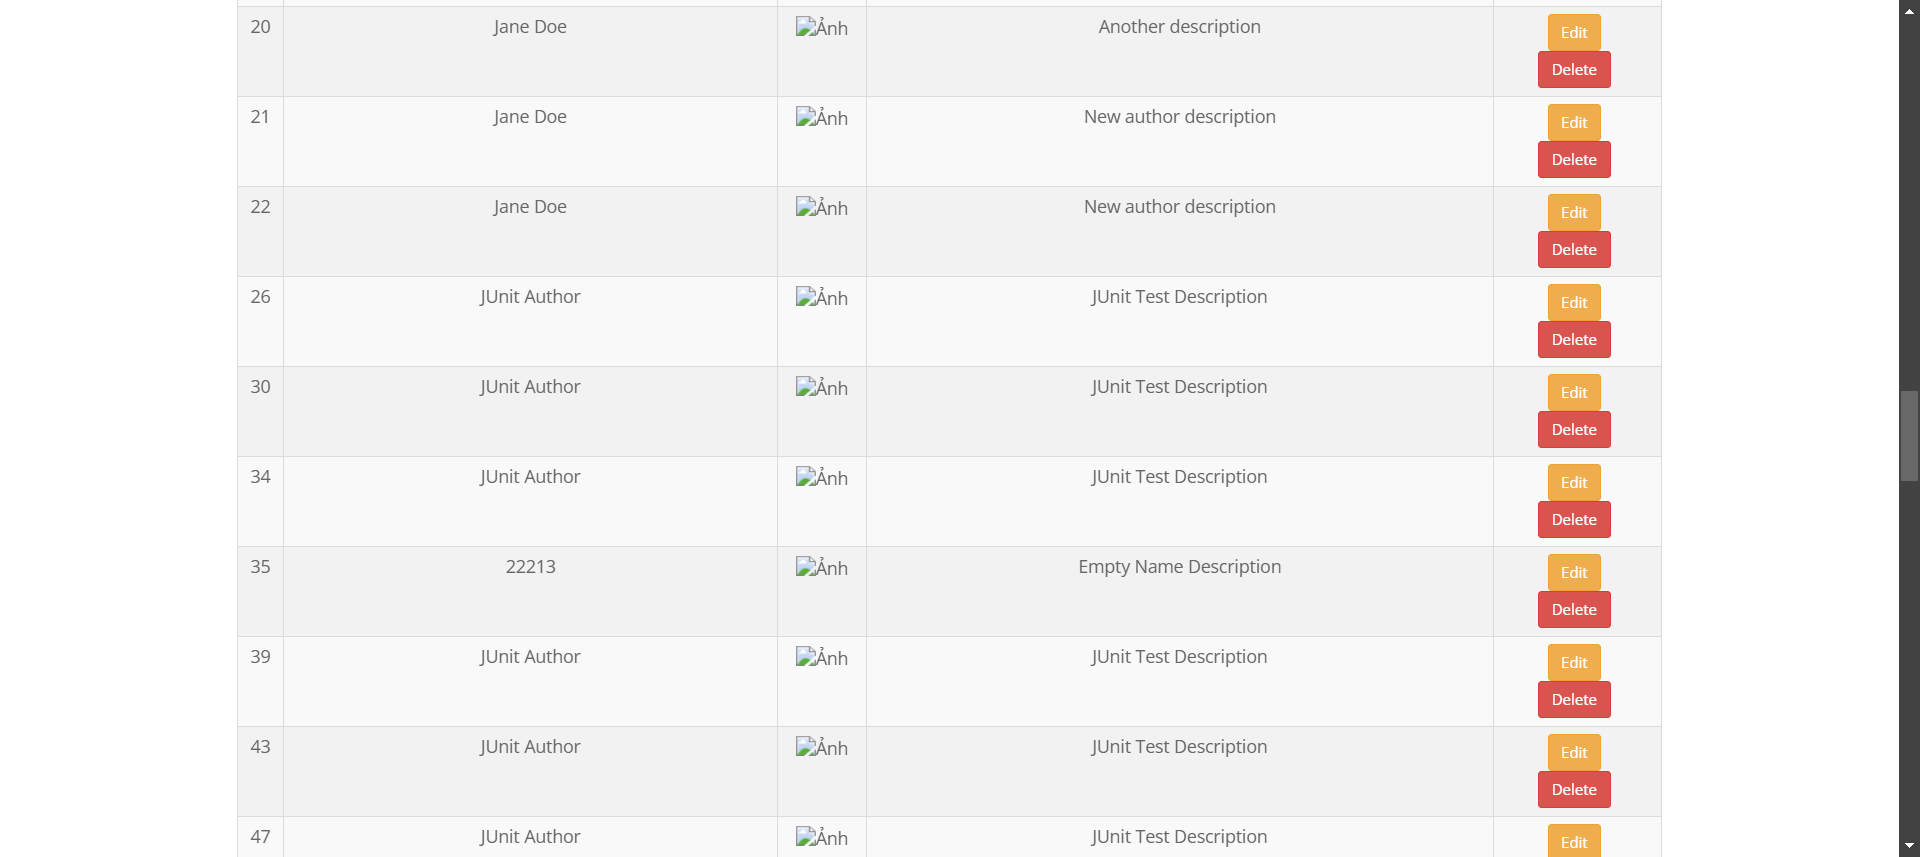 20 Jane Doe Ảnh Another description Edit
Delete
21 Jane Doe Ảnh New author description Edit
Delete
22 Jane Doe Ảnh New author description Edit
Delete
26 JUnit Author Ảnh JUnit Test Description Edit
Delete
30 JUnit Author Ảnh JUnit Test Description Edit
Delete
34 JUnit Author Ảnh JUnit Test Description Edit
Delete
35 22213 Ảnh Empty Name Description Edit
Delete
39 JUnit Author Ảnh JUnit Test Description Edit
Delete
43 JUnit Author Ảnh JUnit Test Description Edit
Delete
47 JUnit Author Ảnh JUnit Test Description Edit